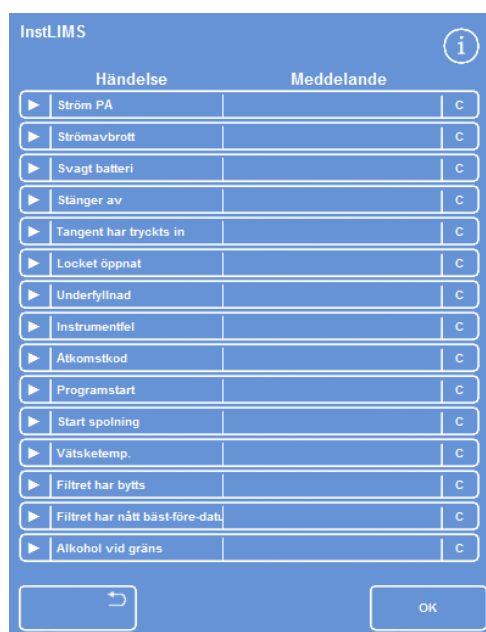 InstLIMS
i
Händelse Meddelande
Ström PÅ C
Strömavbrott C
Svagt batteri C
Stänger av C
Tangent har tryckts in C
Locket öppnat C
Underfyllnad C
Instrumentfel C
Åtkomstkod C
Programstart C
Start spolning C
Vätsketemp. C
Filtret har bytts C
Filtret har nått bäst-före-datu C
Alkohol vid gräns C
OK